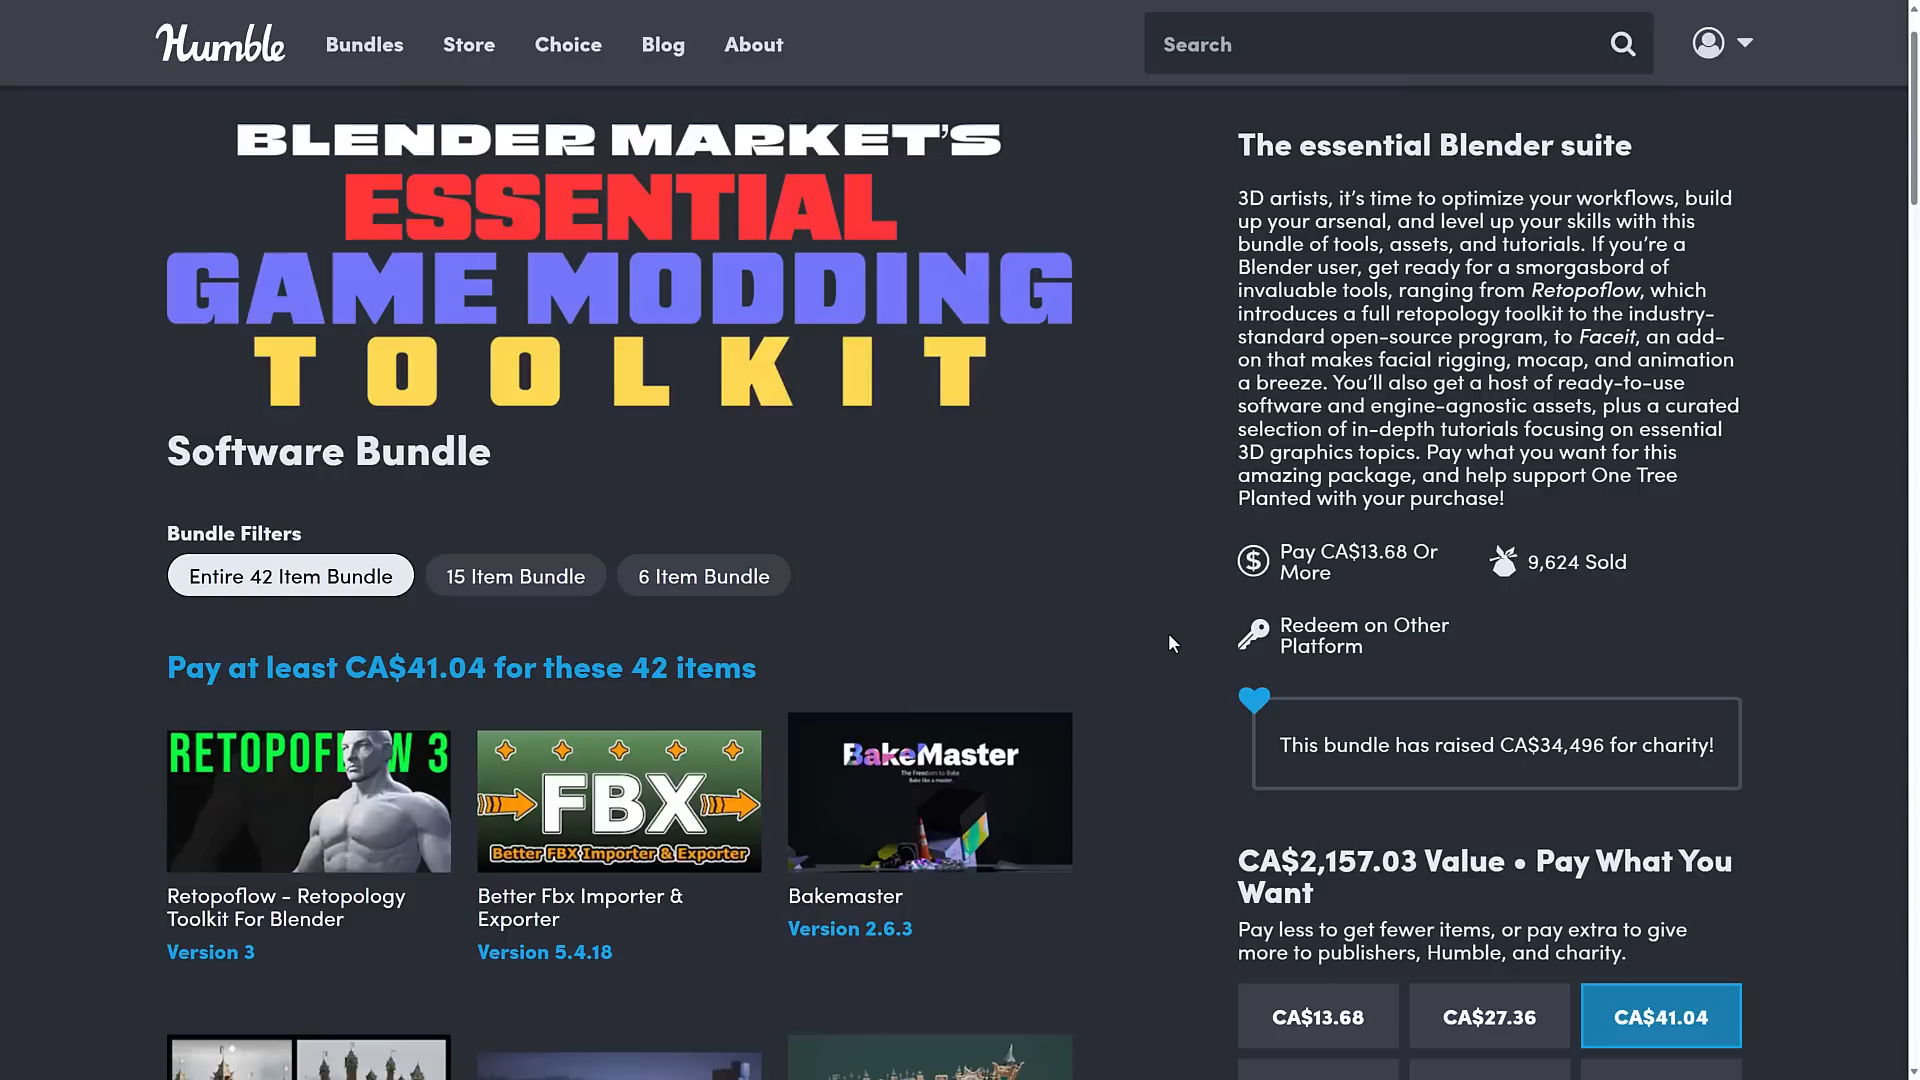 Humble
Bundles
Store
Choice
Blog
About
Search
BLENDER MARKET'S
ESSENTIAL
GAME MODDING
TOOLKIT
Software Bundle
Bundle Filters
Entire 42 Item Bundle
15 Item Bundle
6 Item Bundle
Pay at least CA$41.04 for these 42 items
RETOPOFLOW 3
Retopoflow - Retopology
Toolkit For Blender
Version 3
FBX
Better FBX Importer & Exporter
Better Fbx Importer &
Exporter
Version 5.4.18
BakeMaster
The Freedom to Bake
Bake like a master.
Bakemaster
Version 2.6.3
The essential Blender suite
3D artists, it's time to optimize your workflows, build
up your arsenal, and level up your skills with this
bundle of tools, assets, and tutorials. If you're a
Blender user, get ready for a smorgasbord of
invaluable tools, ranging from Retopoflow, which
introduces a full retopology toolkit to the industry-
standard open-source program, to Faceit, an add-
on that makes facial rigging, mocap, and animation
a breeze. You'll also get a host of ready-to-use
software and engine-agnostic assets, plus a curated
selection of in-depth tutorials focusing on essential
3D graphics topics. Pay what you want for this
amazing package, and help support One Tree
Planted with your purchase!
Pay CA$13.68 Or
More
9,624 Sold
Redeem on Other
Platform
This bundle has raised CA$34,496 for charity!
CA$2,157.03 Value • Pay What You
Want
Pay less to get fewer items, or pay extra to give
more to publishers, Humble, and charity.
CA$13.68
CA$27.36
CA$41.04